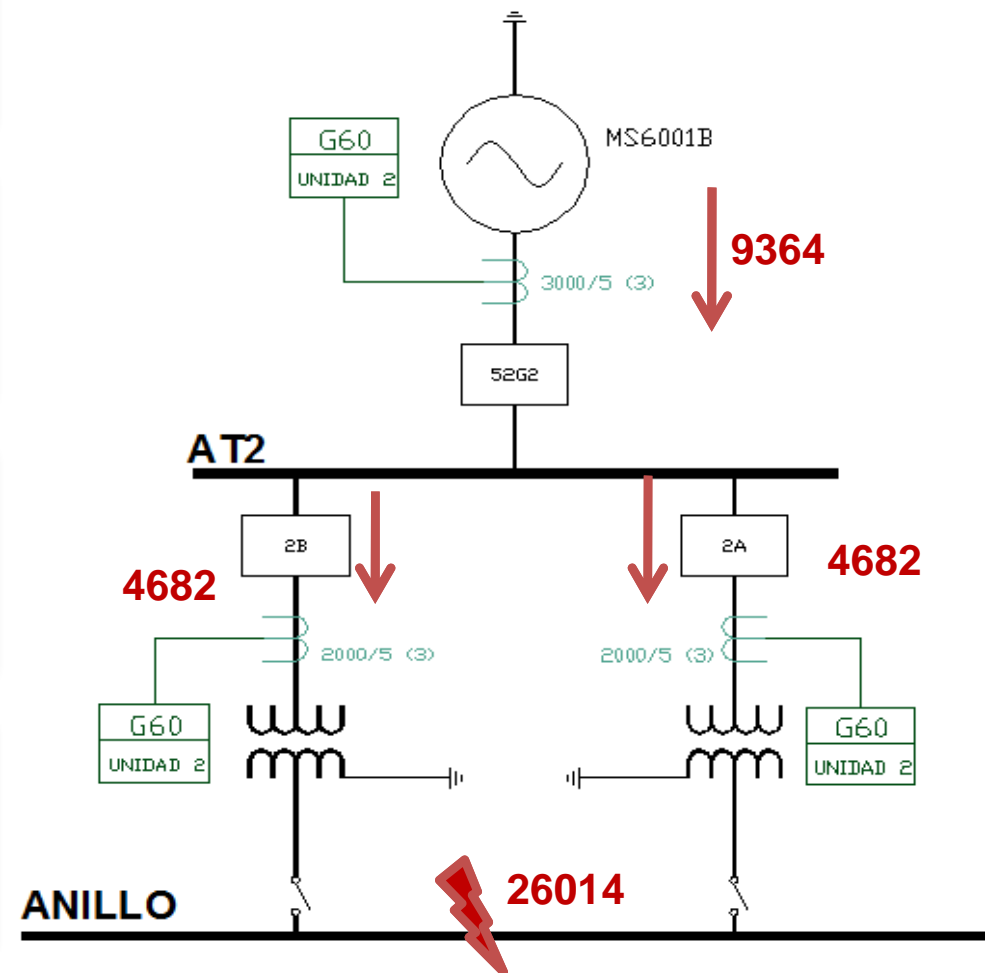 G60
UNIDAD 2
MS6001B
9364
3000/5 (3)
52G2
AT2
2B
2A
4682
4682
2000/5 (3)
2000/5 (3)
G60
UNIDAD 2
G60
UNIDAD 2
26014
ANILLO